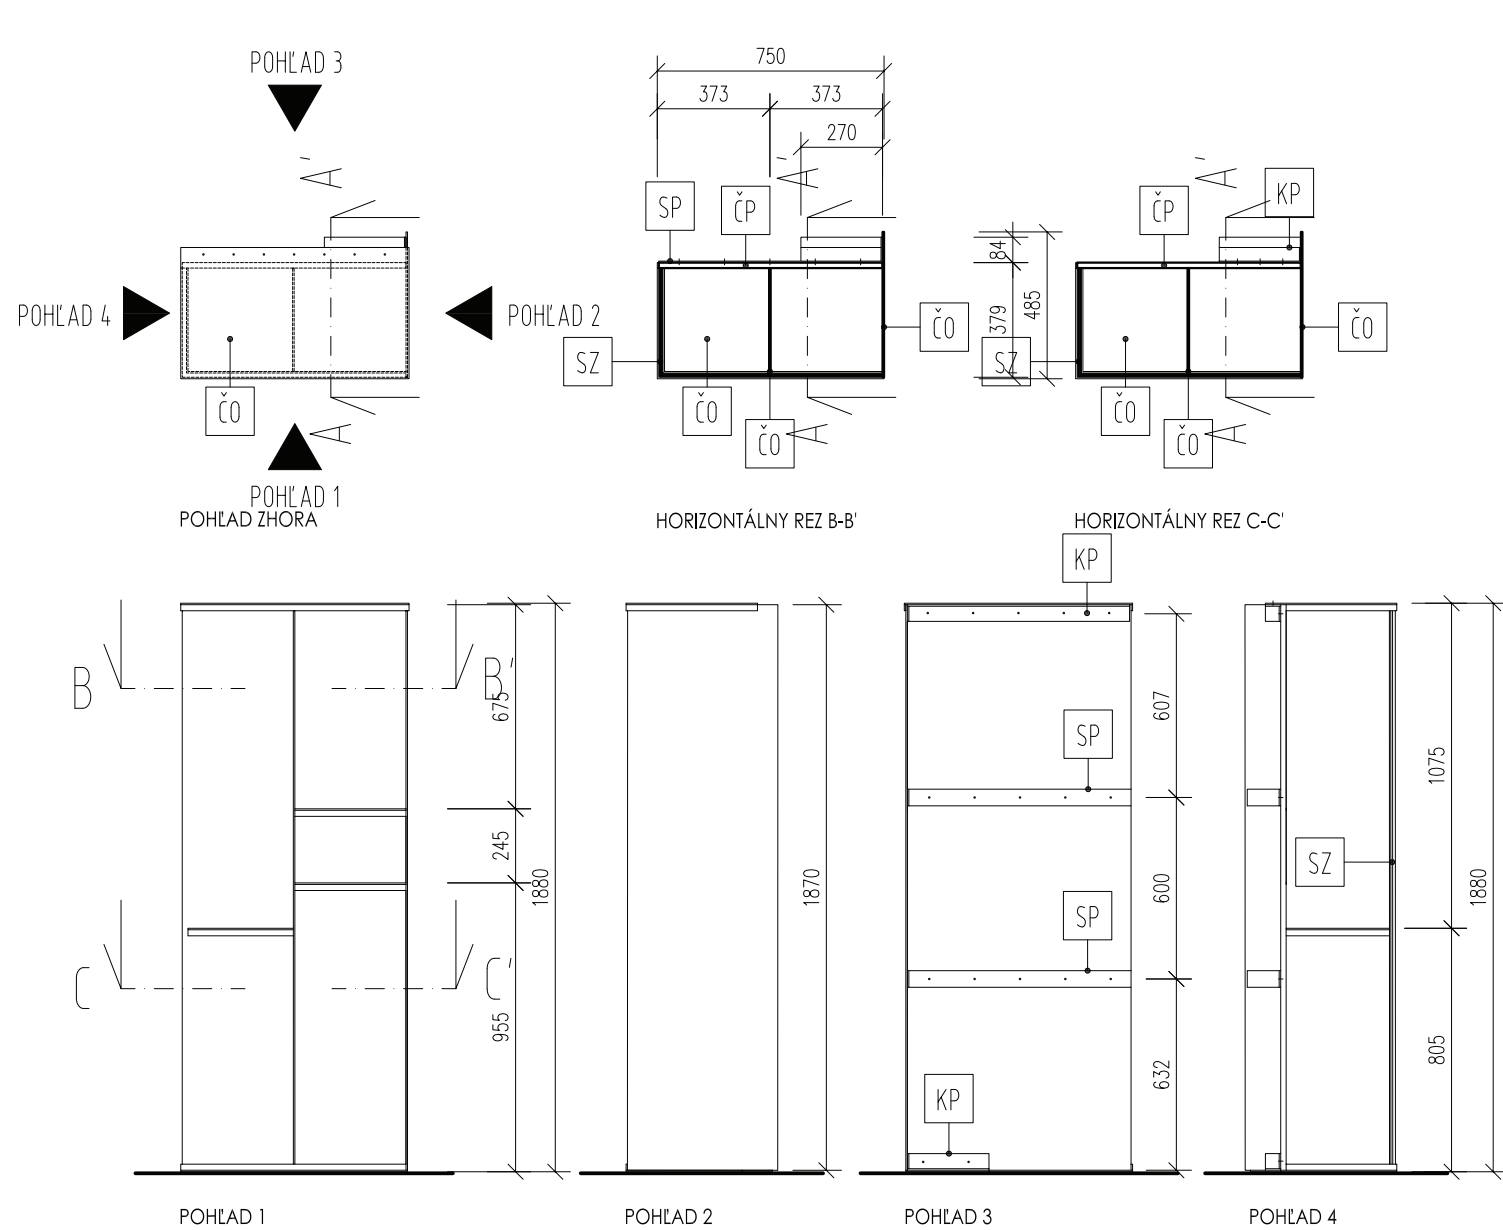 POHĽAD 3
A'
POHĽAD 4
POHĽAD 2
ČO
A
POHĽAD 1
POHĽAD ZHORA
750
373
373
270
A'
SP
ČP
SZ
ČO
ČO
ČO
A
HORIZONTÁLNY REZ B-B'
A'
ČP
KP
84
379
485
SZ
ČO
ČO
ČO
A
HORIZONTÁLNY REZ C-C'
B
B'
C
C'
675
245
955
1880
POHĽAD 1
1870
POHĽAD 2
KP
SP
SP
KP
607
600
632
POHĽAD 3
SZ
1075
805
1880
POHĽAD 4